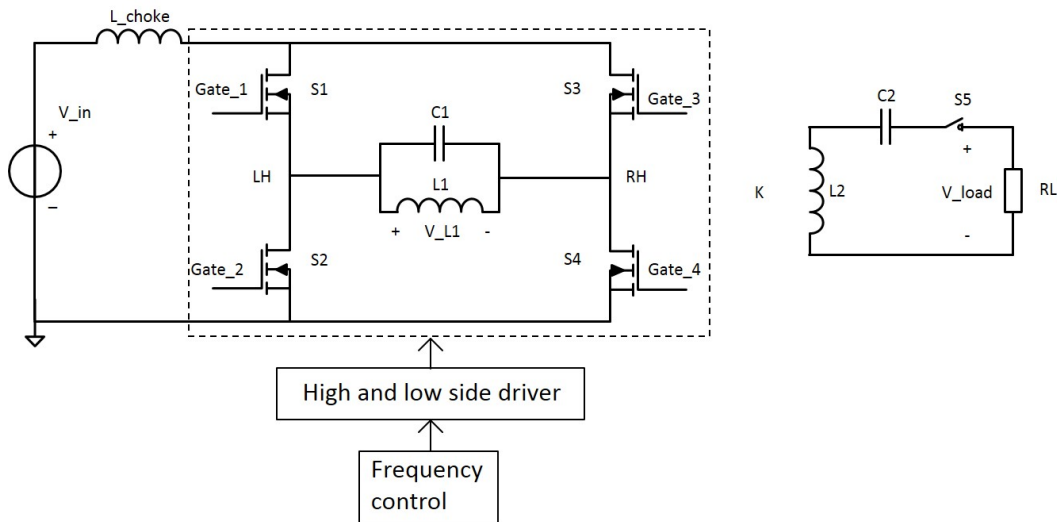 L_choke
Gate_1
S1
S3
Gate_3
V_in
+
–
C1
LH
L1
RH
+ V_L1 -
Gate_2
S2
S4
Gate_4
C2
S5
K
L2
+
V_load
-
RL
High and low side driver
Frequency
control